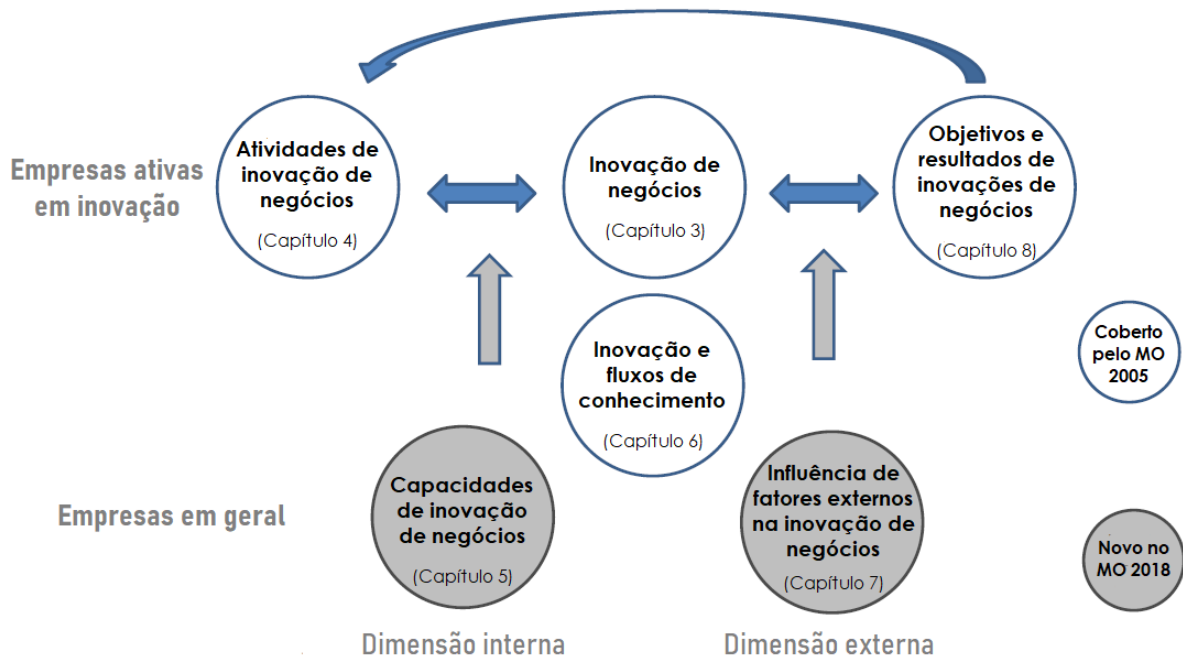 Empresas ativas
em inovação
Atividades de
inovação de
negócios
(Capítulo 4)
Inovação de
negócios
(Capítulo 3)
Objetivos e
resultados de
inovações de
negócios
(Capítulo 8)
Inovação e
fluxos de
conhecimento
(Capítulo 6)
Coberto
pelo MO
2005
Empresas em geral
Capacidades
de inovação
de negócios
(Capítulo 5)
Influência de
fatores externos
na inovação de
negócios
(Capítulo 7)
Novo no
MO 2018
Dimensão interna
Dimensão externa